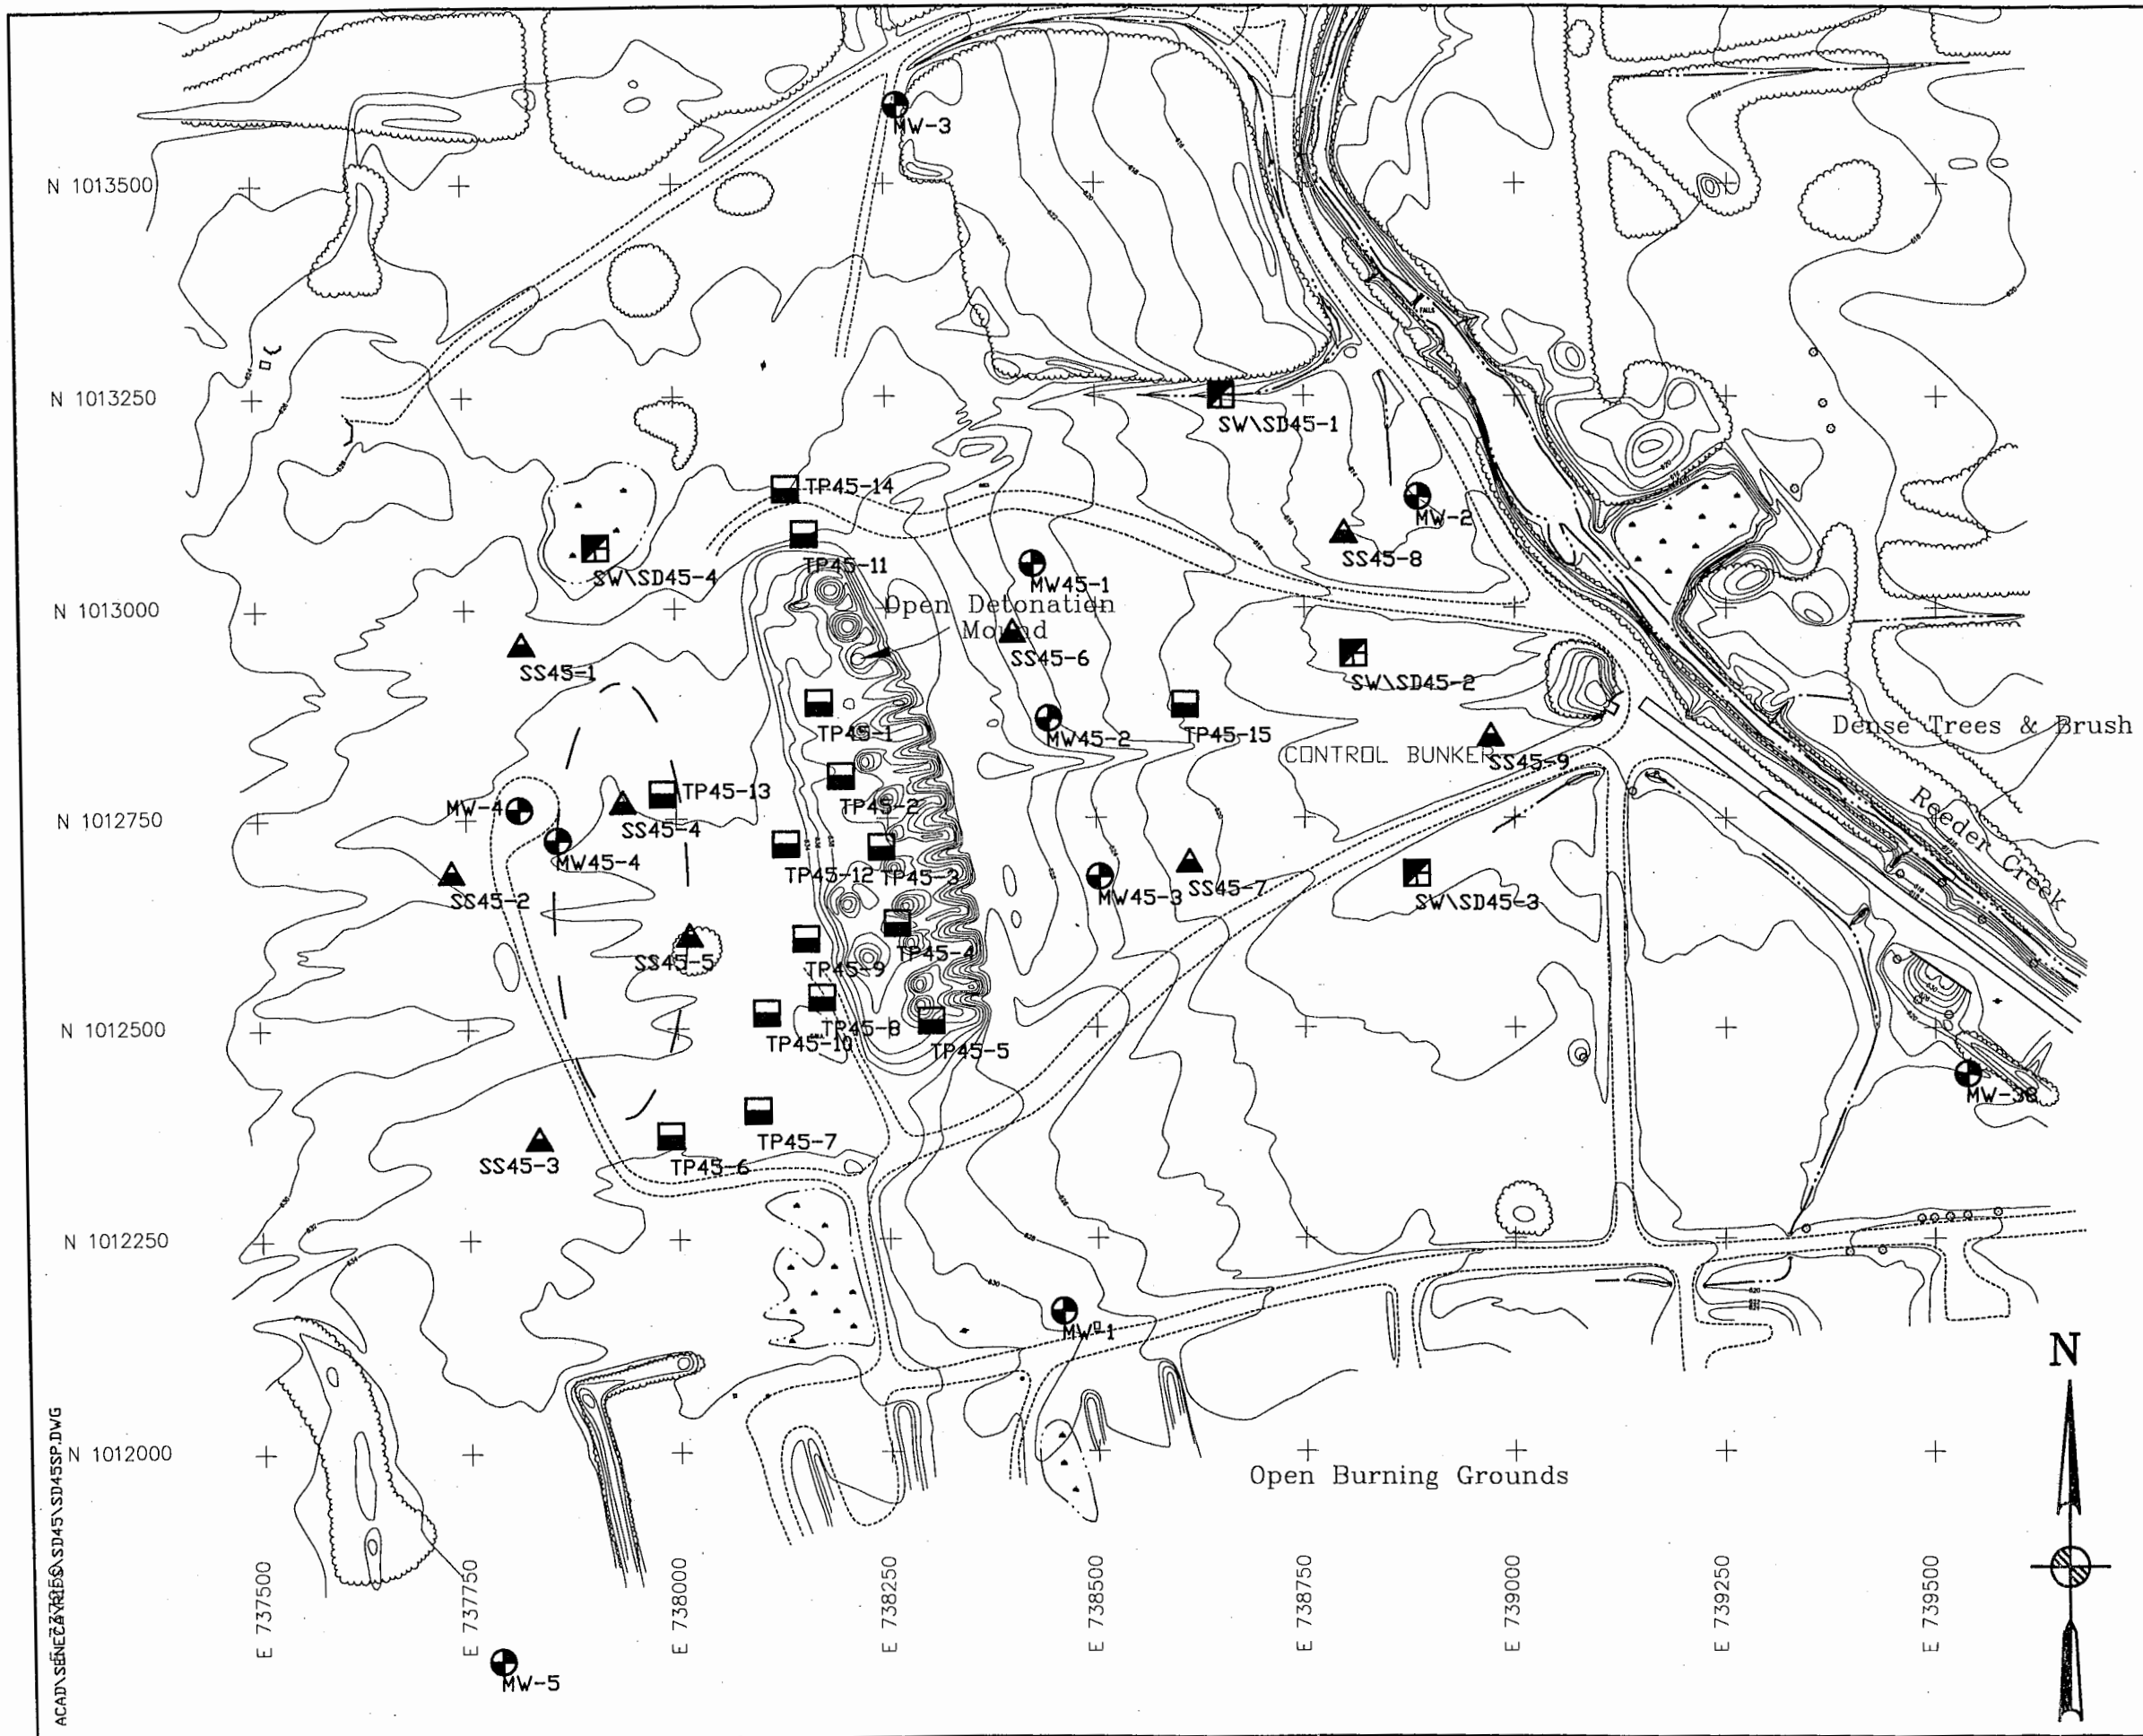 MW-3
N 1013500
FALLS
N 1013250
SW\SD45-1
TP45-14
MW-2
TP45-11
SS45-8
SW\SD45-4
MW45-1
N 1013000
Open Detonation
Mound
SS45-6
SS45-1
SW\SD45-2
TP45-1
MW45-2
TP45-15
Dense Trees & Brush
CONTROL BUNKER
SS45-9
TP45-13
TP45-2
MW-4
SS45-4
N 1012750
Reeder Creek
MW45-4
TP45-12
TP45-3
SS45-7
MW45-3
SS45-2
SW\SD45-3
TP45-4
SS45-5
TP45-9
N 1012500
TP45-8
TP45-10
TP45-5
MW-38
TP45-7
SS45-3
TP45-6
N 1012250
MW-1
N
N 1012000
Open Burning Grounds
E 737500
E 737750
E 738000
E 738250
E 738500
E 738750
E 739000
E 739250
E 739500
MW-5